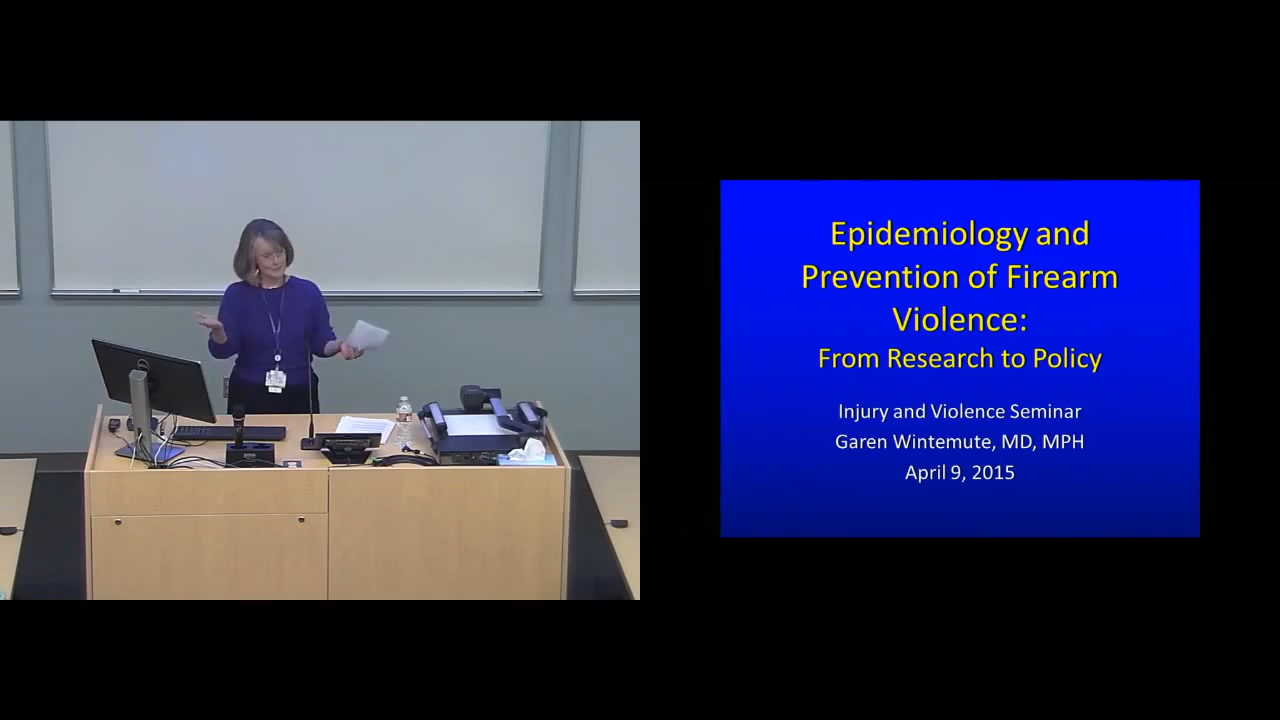 Epidemiology and
Prevention of Firearm
Violence:
From Research to Policy
Injury and Violence Seminar
Garen Wintemute, MD, MPH
April 9, 2015